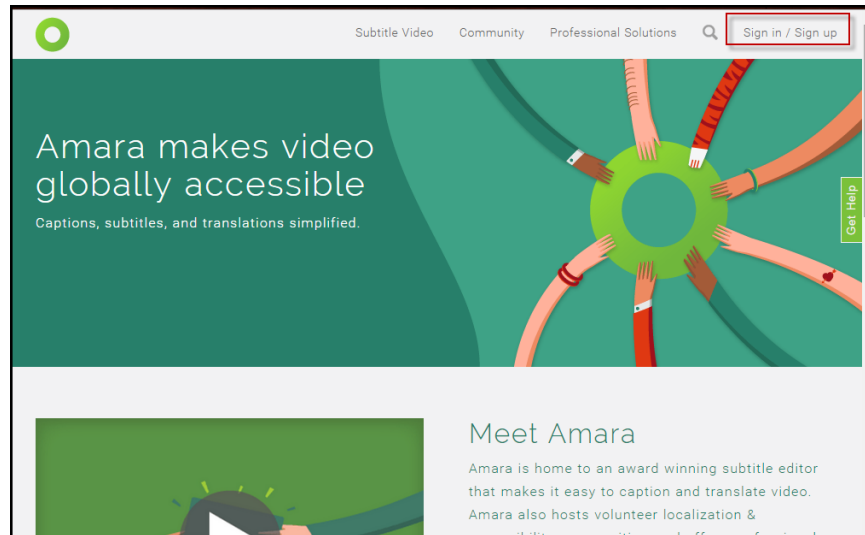 Subtitle Video Community Professional Solutions Sign in / Sign up
Amara makes video
globally accessible
Captions, subtitles, and translations simplified.
Get Help
Meet Amara
Amara is home to an award winning subtitle editor
that makes it easy to caption and translate video.
Amara also hosts volunteer localization &